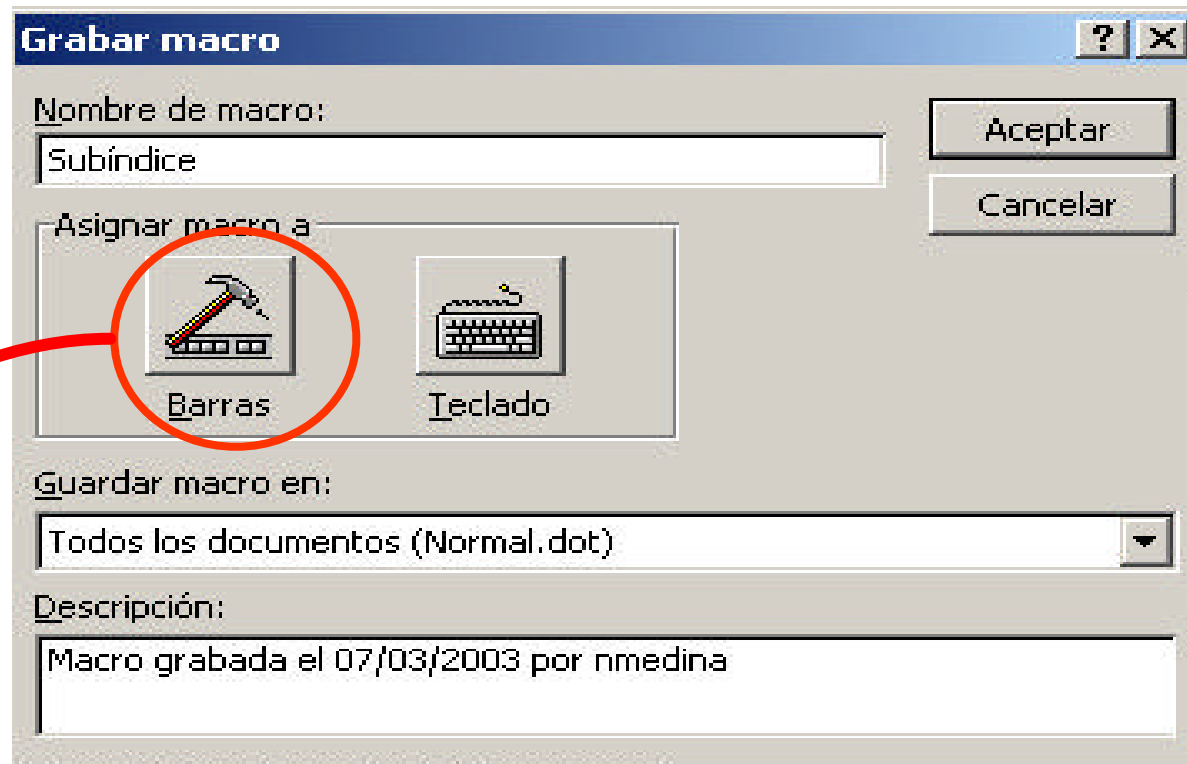 Grabar macro
Nombre de macro:
Aceptar
Subíndice
Cancelar
Asignar macro a
Barras
Teclado
Guardar macro en:
Todos los documentos (Normal.dot)
Descripción:
Macro grabada el 07/03/2003 por nmedina